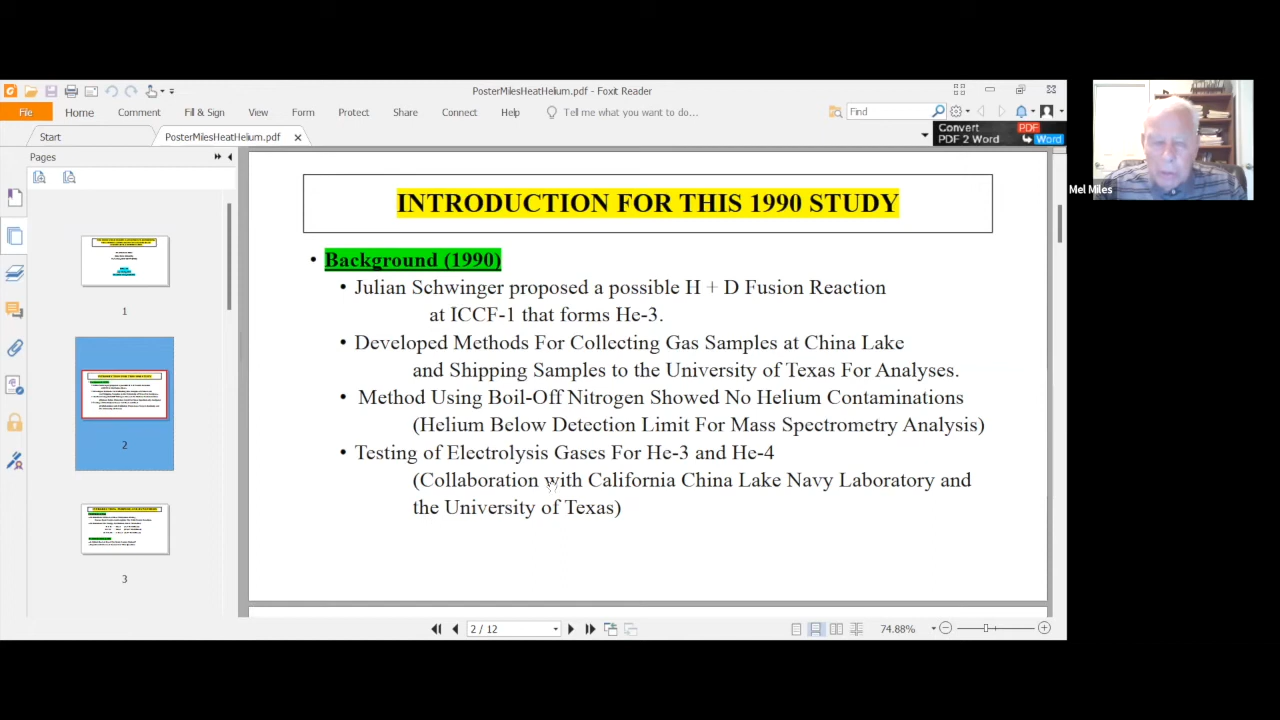 PosterMilesHeatHelium.pdf - Foxit Reader
File Home Comment Fill & Sign View Form Protect Share Connect Help Tell me what you want to do... Find
Start PosterMilesHeatHelium.pdf
Convert PDF
PDF 2 Word Word
Pages
1
2
3
INTRODUCTION FOR THIS 1990 STUDY
• Background (1990)
• Julian Schwinger proposed a possible H + D Fusion Reaction
at ICCF-1 that forms He-3.
• Developed Methods For Collecting Gas Samples at China Lake
and Shipping Samples to the University of Texas For Analyses.
• Method Using Boil-Off Nitrogen Showed No Helium Contaminations
(Helium Below Detection Limit For Mass Spectrometry Analysis)
• Testing of Electrolysis Gases For He-3 and He-4
(Collaboration with California China Lake Navy Laboratory and
the University of Texas)
2 / 12
74.88%
Mel Miles